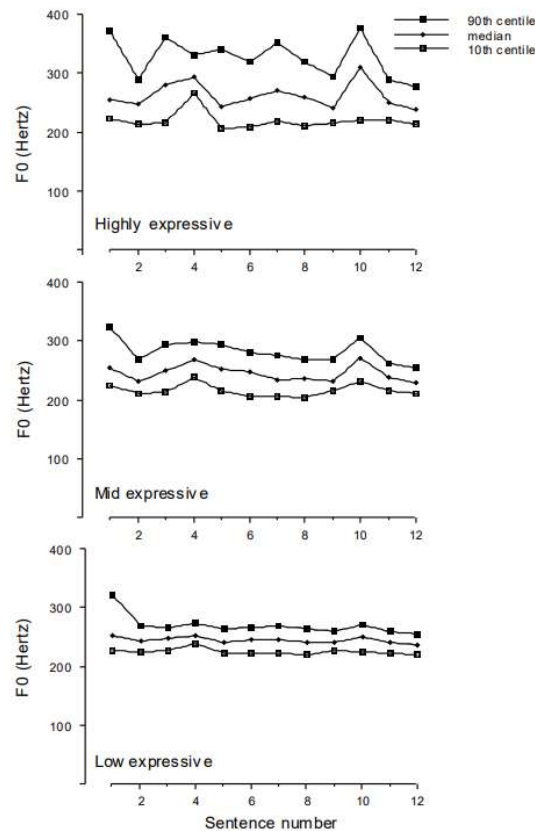 400
90th centile
median
10th centile
300
200
100
F0 (Hertz)
Highly expressive
2 4 6 8 10 12
400
300
200
100
F0 (Hertz)
Mid expressive
2 4 6 8 10 12
400
300
200
100
F0 (Hertz)
Low expressive
2 4 6 8 10 12
Sentence number